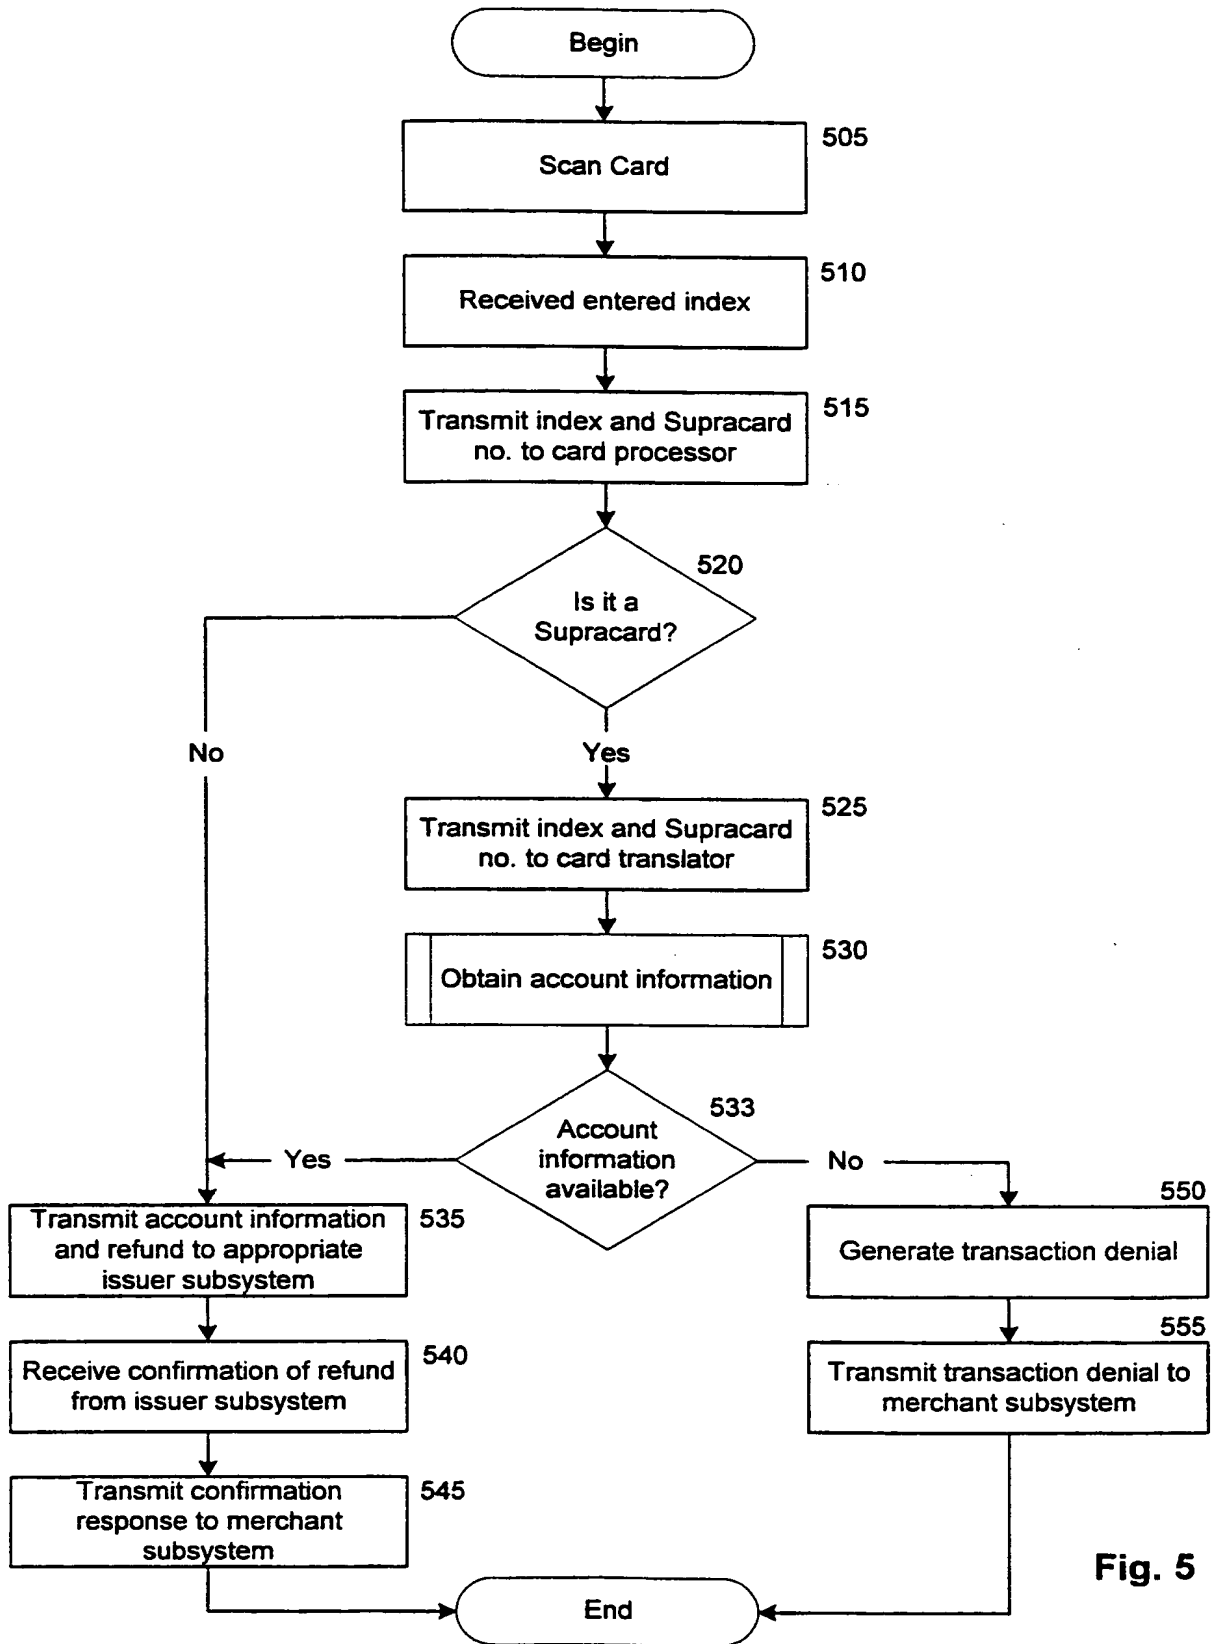 Begin
505
Scan Card
510
Received entered index
515
Transmit index and Supracard
no. to card processor
520
Is it a
Supracard?
No
Yes
525
Transmit index and Supracard
no. to card translator
530
Obtain account information
533
Account
information
available?
Yes
No
535
Transmit account information
and refund to appropriate
issuer subsystem
550
Generate transaction denial
540
Receive confirmation of refund
from issuer subsystem
555
Transmit transaction denial to
merchant subsystem
545
Transmit confirmation
response to merchant
subsystem
End
Fig. 5